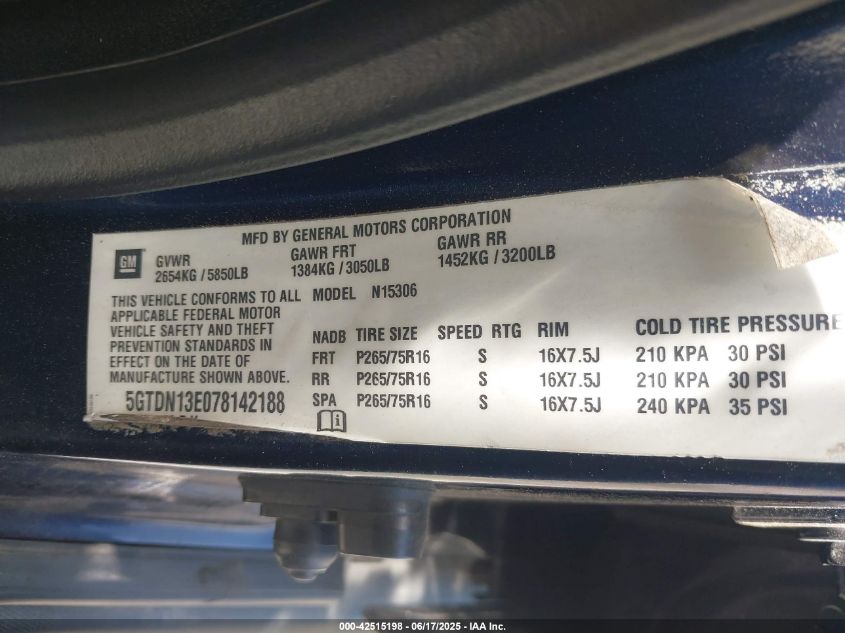 MFD BY GENERAL MOTORS CORPORATION
GM
GVWR GAWR FRT GAWR RR
2654KG / 5850LB 1384KG / 3050LB 1452KG / 3200LB
THIS VEHICLE CONFORMS TO ALL
APPLICABLE FEDERAL MOTOR
VEHICLE SAFETY AND THEFT
PREVENTION STANDARDS IN
EFFECT ON THE DATE OF
MANUFACTURE SHOWN ABOVE.
5GTDN13E078142188
MODEL N15306
NADB TIRE SIZE SPEED RTG RIM COLD TIRE PRESSURE
FRT P265/75R16 S 16X7.5J 210 KPA 30 PSI
RR P265/75R16 S 16X7.5J 210 KPA 30 PSI
SPA P265/75R16 S 16X7.5J 240 KPA 35 PSI
i
000-42515198 - 06/17/2025 - IAA Inc.